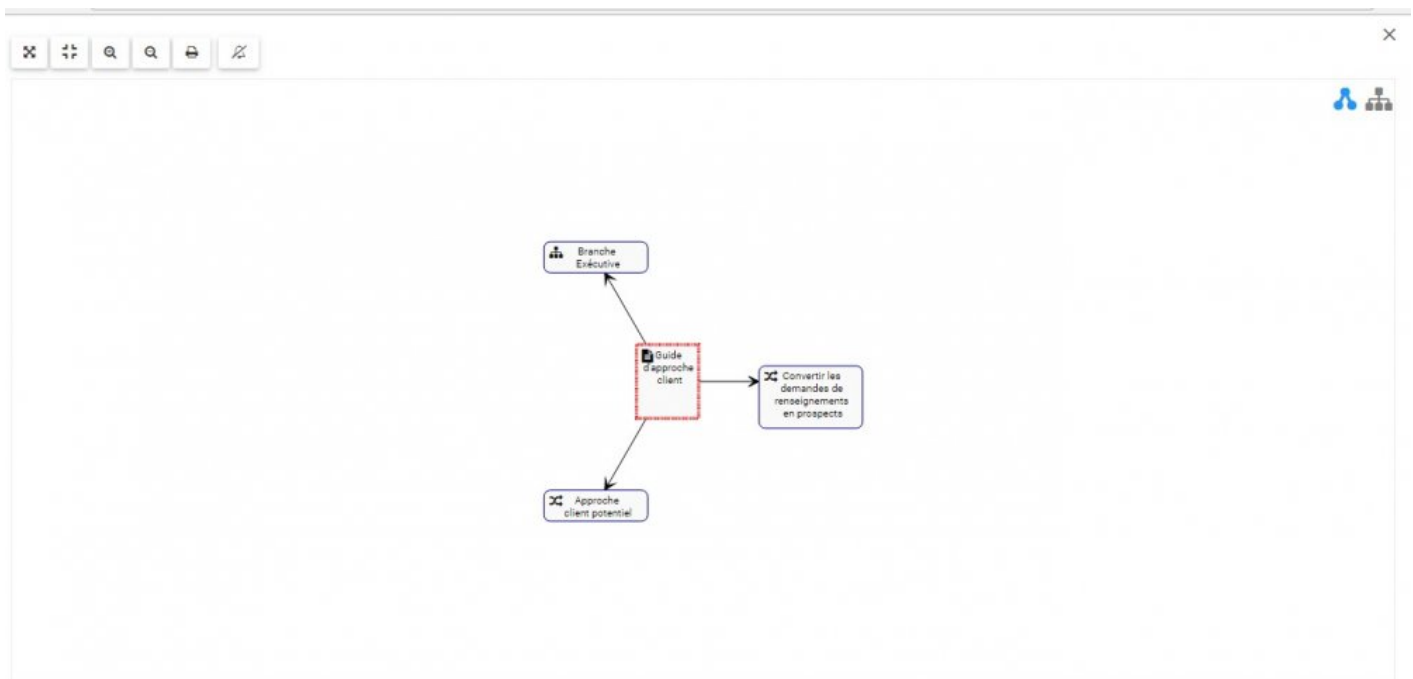 Branche
Exécutive
Guide
d'approche
client
Convertir les
demandes de
renseignements
en prospects
Approche
client potentiel